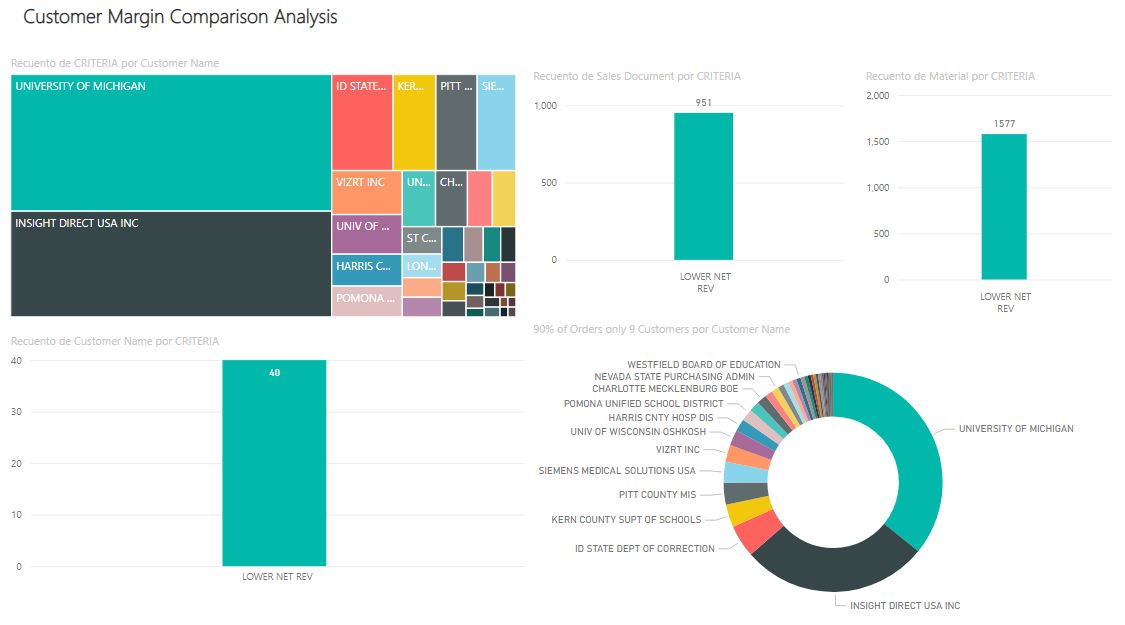 Customer Margin Comparison Analysis
Recuento de CRITERIA por Customer Name
UNIVERSITY OF MICHIGAN
ID STATE...
KER...
PITT ...
SIE...
VIZRT INC
UN...
CH...
INSIGHT DIRECT USA INC
UNIV OF ...
ST C...
HARRIS C...
LON...
POMONA ...
Recuento de Sales Document por CRITERIA
1,000
951
500
0
LOWER NET
REV
Recuento de Material por CRITERIA
2,000
1577
1,500
1,000
500
0
LOWER NET
REV
Recuento de Customer Name por CRITERIA
40
40
30
20
10
0
LOWER NET REV
90% of Orders only 9 Customers por Customer Name
WESTFIELD BOARD OF EDUCATION
NEVADA STATE PURCHASING ADMIN
CHARLOTTE MECKLENBURG BOE
POMONA UNIFIED SCHOOL DISTRICT
HARRIS CNTY HOSP DIS
UNIV OF WISCONSIN OSHKOSH
VIZRT INC
SIEMENS MEDICAL SOLUTIONS USA
PITT COUNTY MIS
KERN COUNTY SUPT OF SCHOOLS
ID STATE DEPT OF CORRECTION
UNIVERSITY OF MICHIGAN
INSIGHT DIRECT USA INC